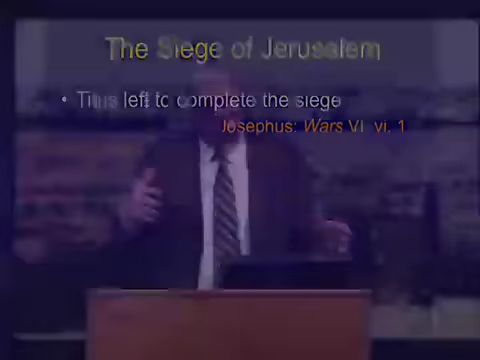 The Siege of Jerusalem
• Titus left to complete the siege
Josephus: Wars VI. vi. 1